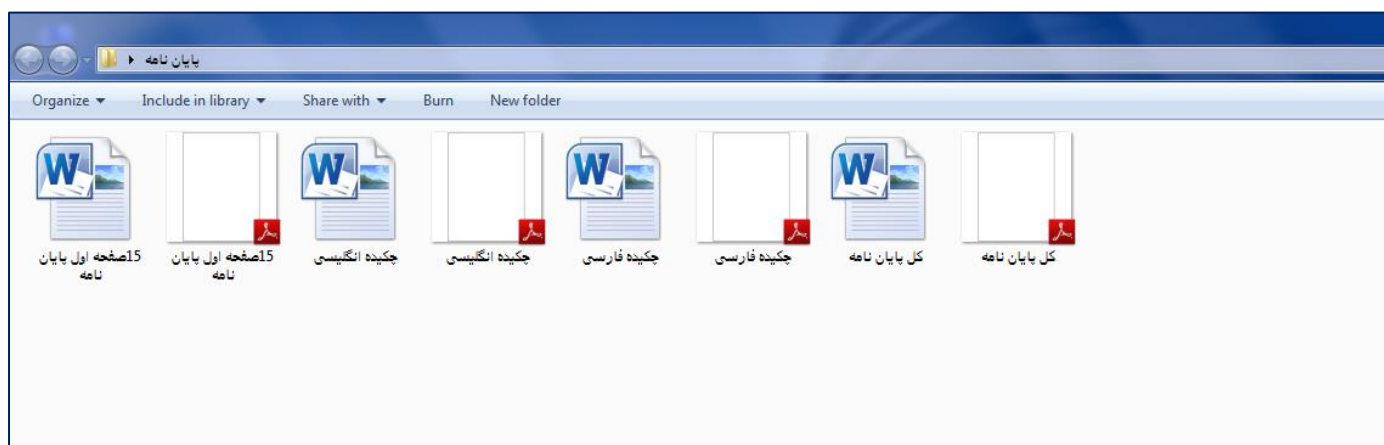 پایان نامه
Organize Include in library Share with Burn New folder
15صفحه اول پایان
نامه
15صفحه اول پایان
نامه
چکیده انگلیسی
چکیده انگلیسی
چکیده فارسی
چکیده فارسی
کل پایان نامه
کل پایان نامه